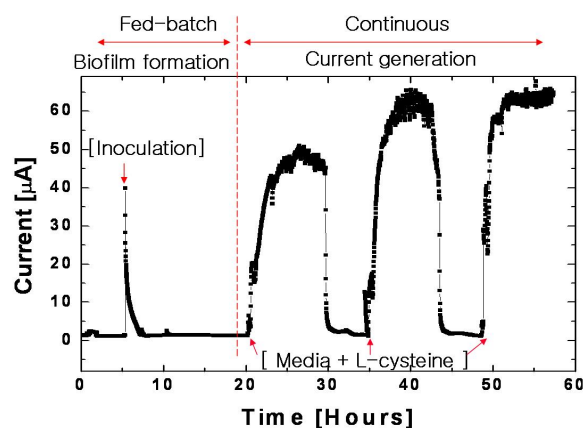 Fed-batch Continuous
Biofilm formation Current generation
60
[Inoculation]
50
40
30
20
10
0
Current [μA]
[ Media + L-cysteine ]
0 10 20 30 40 50 60
Time [Hours]